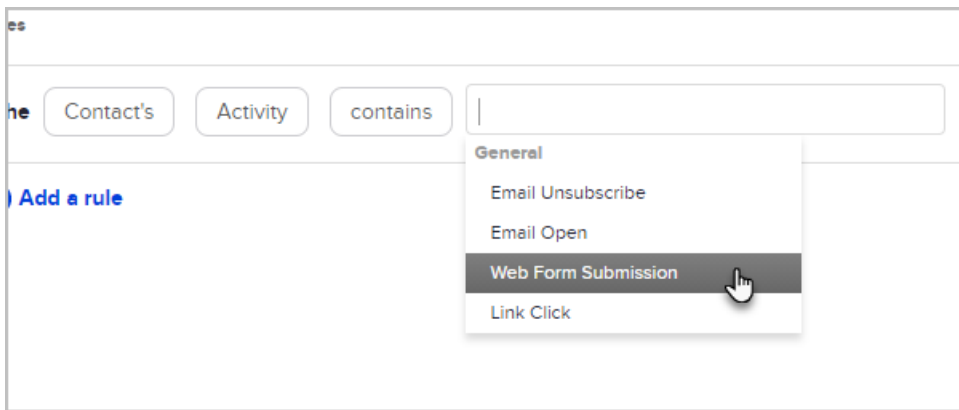 es
he Contact's Activity contains
General
Email Unsubscribe
Email Open
Web Form Submission
Link Click
) Add a rule